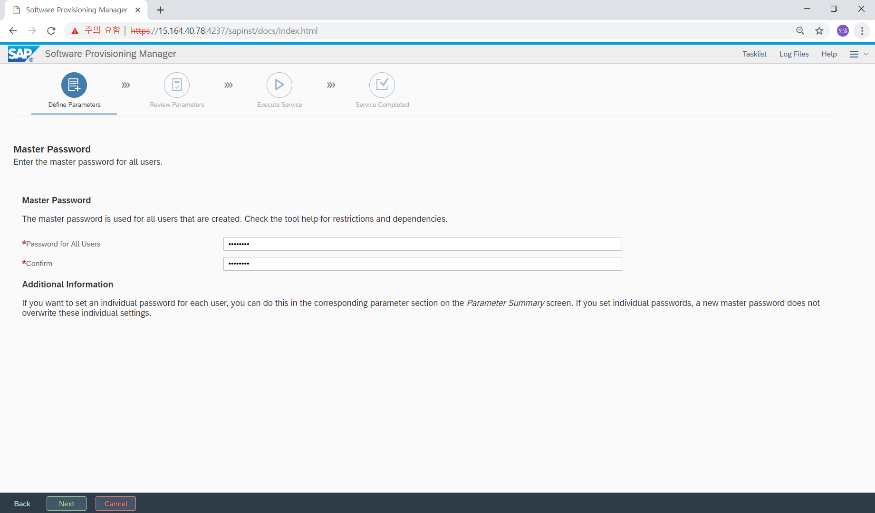 Software Provisioning Manager
주의 요함 | https://15.164.40.78:4237/sapinst/docs/index.html
SAP Software Provisioning Manager Tasklist Log Files Help
Define Parameters Review Parameters Execute Service Service Completed
Master Password
Enter the master password for all users.
Master Password
The master password is used for all users that are created. Check the tool help for restrictions and dependencies.
*Password for All Users ••••••••
*Confirm ••••••••
Additional Information
If you want to set an individual password for each user, you can do this in the corresponding parameter section on the Parameter Summary screen. If you set individual passwords, a new master password does not
overwrite these individual settings.
Back Next Cancel